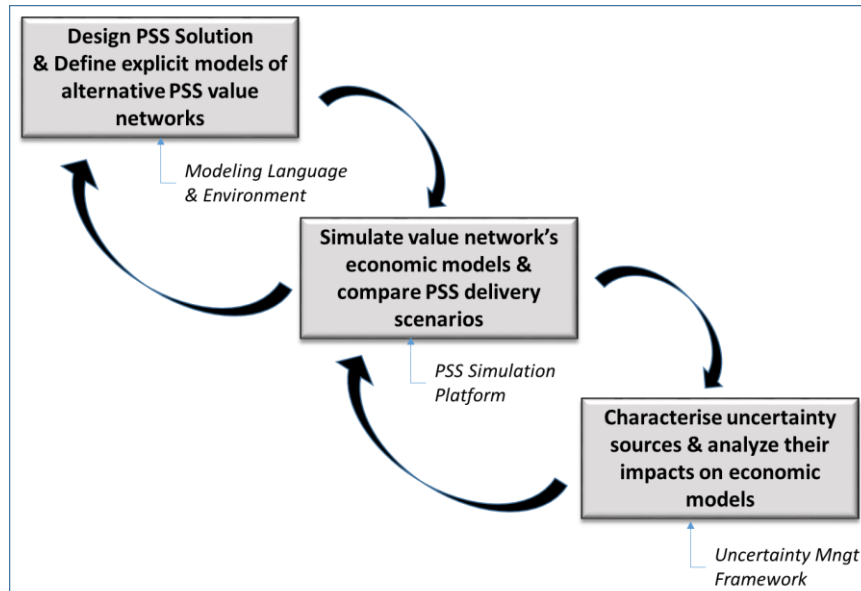 Design PSS Solution
& Define explicit models of
alternative PSS value
networks
Modeling Language
& Environment
Simulate value network’s
economic models &
compare PSS delivery
scenarios
PSS Simulation
Platform
Characterise uncertainty
sources & analyze their
impacts on economic
models
Uncertainty Mngt
Framework